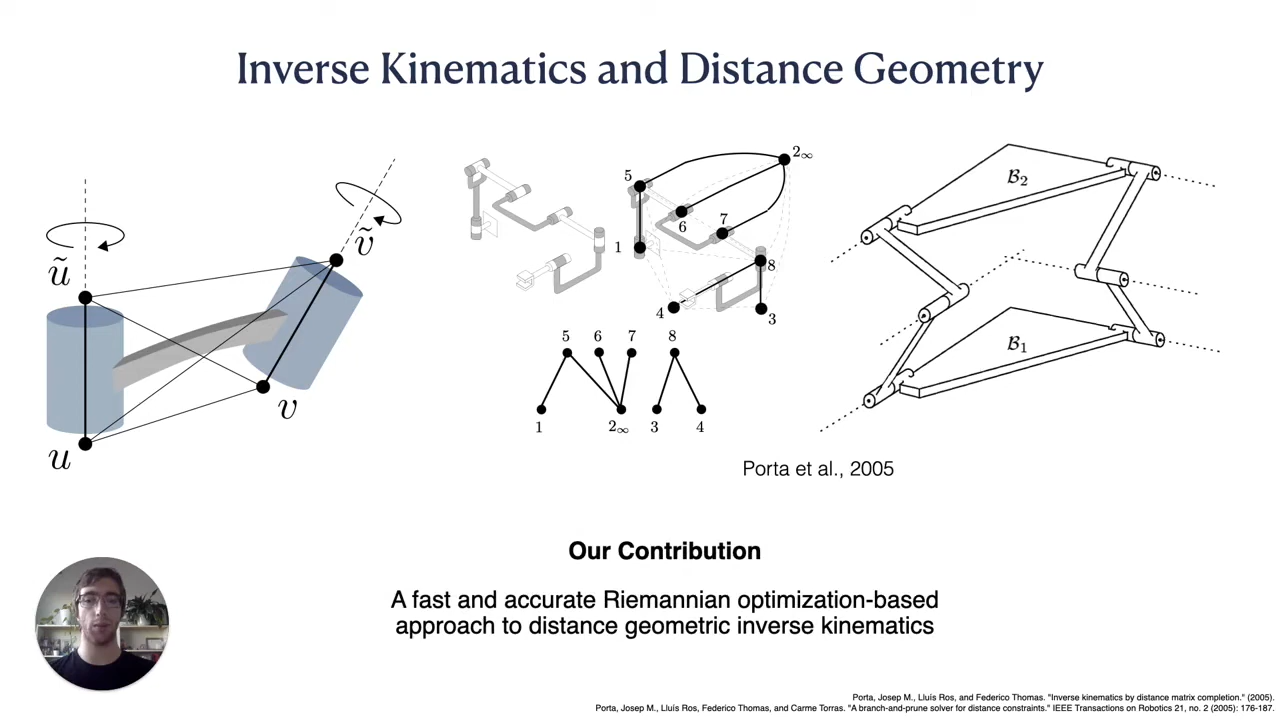 Inverse Kinematics and Distance Geometry
ũ
ṽ
u
v
5
2∞
6
7
1
8
4
3
5 6 7 8
1 2∞ 3 4
ℬ2
ℬ1
Porta et al., 2005
Our Contribution
A fast and accurate Riemannian optimization-based
approach to distance geometric inverse kinematics
Porta, Josep M., Lluís Ros, and Federico Thomas. "Inverse kinematics by distance matrix completion." (2005).
Porta, Josep M., Lluís Ros, Federico Thomas, and Carme Torras. "A branch-and-prune solver for distance constraints." IEEE Transactions on Robotics 21, no. 2 (2005): 176-187.